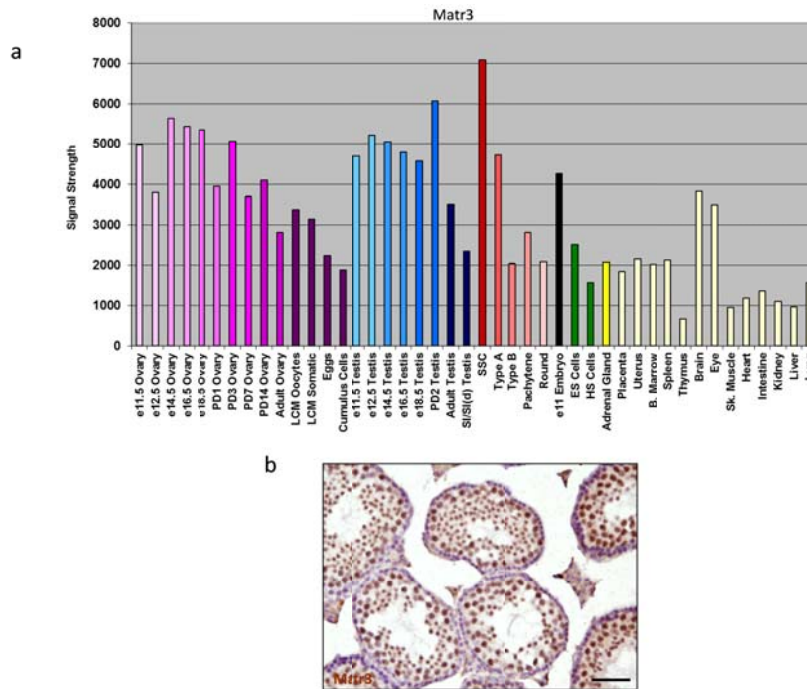 Matr3
a
8000
7000
6000
5000
4000
3000
2000
1000
0
Signal Strength
e11.5 Ovary
e12.5 Ovary
e14.5 Ovary
e16.5 Ovary
e18.5 Ovary
PD1 Ovary
PD3 Ovary
PD7 Ovary
PD14 Ovary
Adult Ovary
LCM Oocytes
LCM Somatic
Eggs
Cumulus Cells
e11.5 Testis
e12.5 Testis
e14.5 Testis
e16.5 Testis
e18.5 Testis
PD2 Testis
Adult Testis
Sl/Sl(d) Testis
SSC
Type A
Type B
Pachytene
Round
e11 Embryo
ES Cells
HS Cells
Adrenal Gland
Placenta
Uterus
B. Marrow
Spleen
Thymus
Brain
Eye
Sk. Muscle
Heart
Intestine
Kidney
Liver
b
Matr3